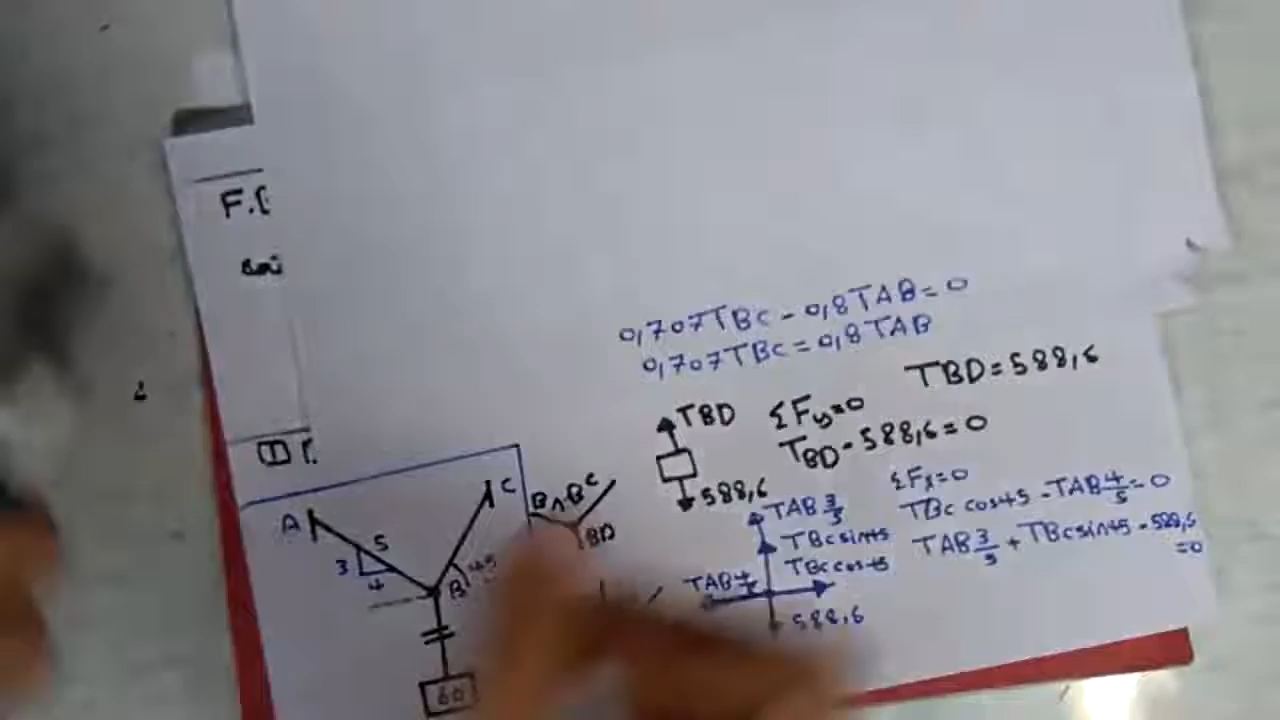 F.
0,707TBC - 0,8TAB = 0
0,707TBC = 0,8TAB
TBD = 588,6
TBD
ΣFy=0
TBD - 588,6 = 0
588,6
A
C
3
5
4
B
45
60
BC
BD
TAB 3/5
TBC sin45
TBC cos45
TAB 4/5
588,6
ΣFx=0
TBC cos45 - TAB 4/5 = 0
TAB 3/5 + TBC sin45 - 588,6
=0